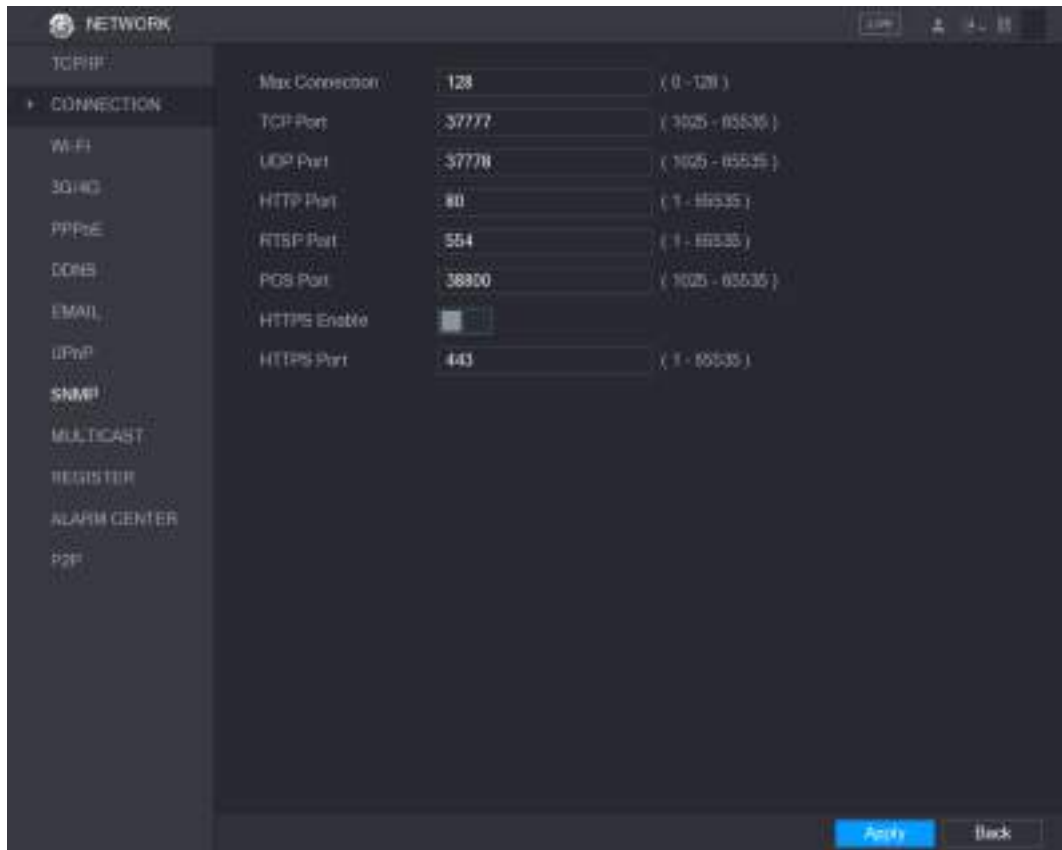 NETWORK
LIVE
TCP/IP
CONNECTION
WI-FI
3G/4G
PPPoE
DDNS
EMAIL
UPnP
SNMP
MULTICAST
REGISTER
ALARM CENTER
P2P
Max Connection 128 ( 0 - 128 )
TCP Port 37777 ( 1025 - 65535 )
UDP Port 37778 ( 1025 - 65535 )
HTTP Port 80 ( 1 - 65535 )
RTSP Port 554 ( 1 - 65535 )
POS Port 38800 ( 1025 - 65535 )
HTTPS Enable
HTTPS Port 443 ( 1 - 65535 )
Apply Back